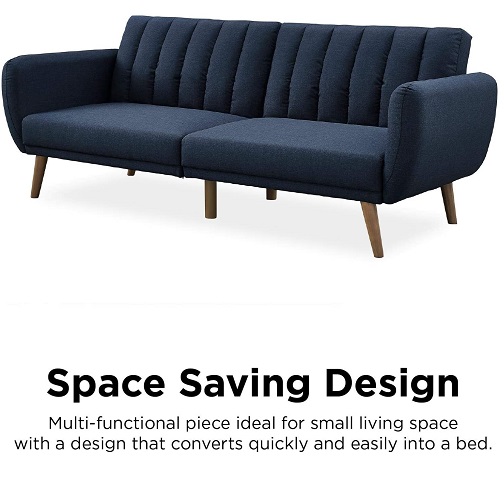 Space Saving Design
Multi-functional piece ideal for small living space
with a design that converts quickly and easily into a bed.